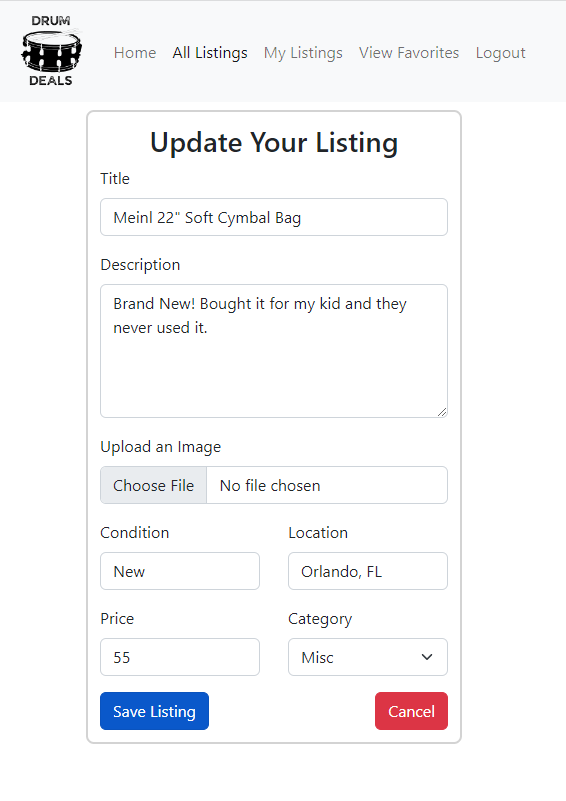 DRUM
DEALS
Home All Listings My Listings View Favorites Logout
Update Your Listing
Title
Meinl 22" Soft Cymbal Bag
Description
Brand New! Bought it for my kid and they
never used it.
Upload an Image
Choose File No file chosen
Condition Location
New Orlando, FL
Price Category
55 Misc
Save Listing Cancel